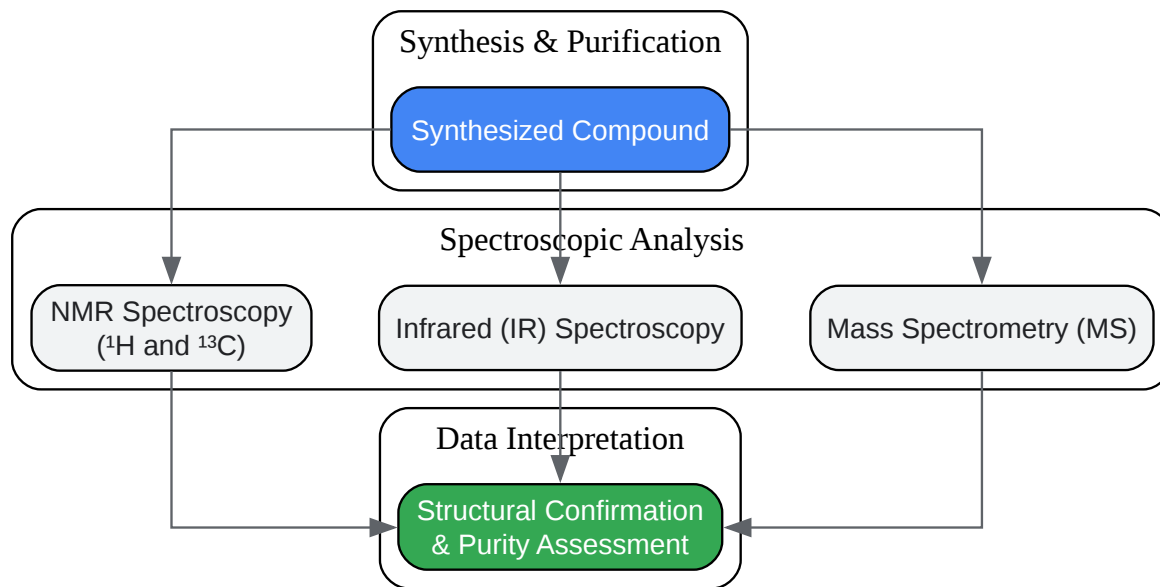 Synthesis & Purification
Synthesized Compound
Spectroscopic Analysis
NMR Spectroscopy
(¹H and ¹³C)
Infrared (IR) Spectroscopy
Mass Spectrometry (MS)
Data Interpretation
Structural Confirmation
& Purity Assessment